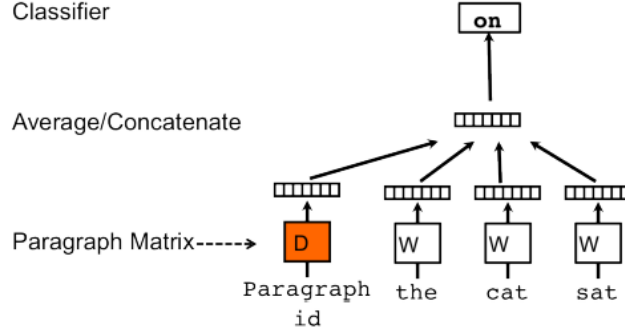 Classifier
on
Average/Concatenate
Paragraph Matrix
D
W
W
W
Paragraph
id
the
cat
sat